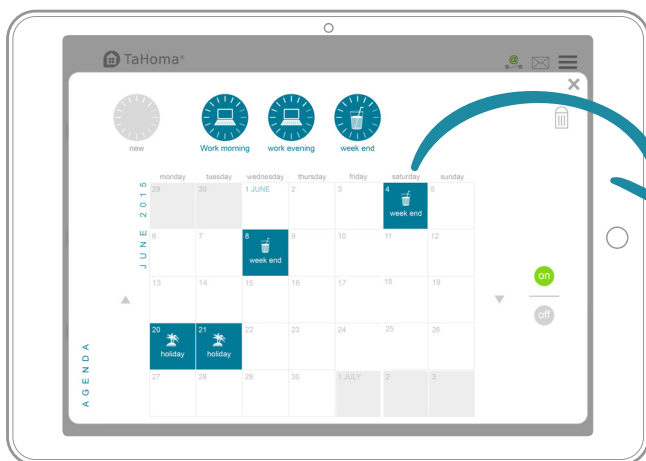 TaHoma®
@
new
Work morning
work evening
week end
monday tuesday wednesday thursday friday saturday sunday
JUNE 2015
29 30 1 JUNE 2 3 4 5
week end
6 7 8 9 10 11 12
week end
13 14 15 16 17 18 19
on
off
20 21 22 23 24 25 26
holiday holiday
27 28 29 30 1 JULY 2 3
AGENDA